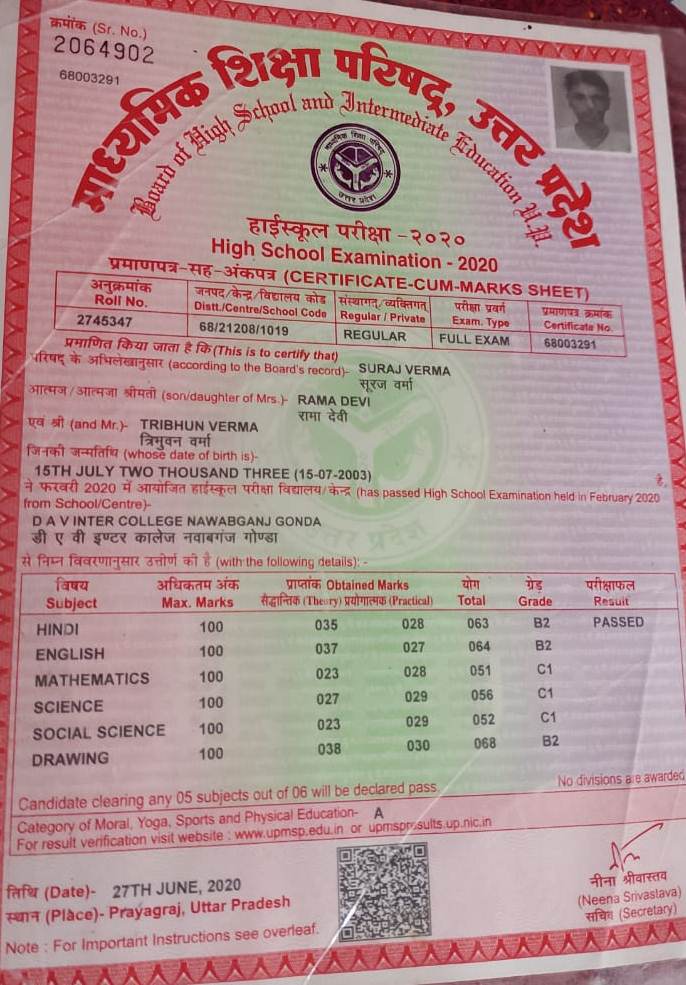 क्रमांक (Sr. No.)
2064902
68003291
माध्यमिक शिक्षा परिषद्, उत्तर प्रदेश
Board of High School and Intermediate Education U.P.
माध्यमिक शिक्षा परिषद
उत्तर प्रदेश
हाईस्कूल परीक्षा -२०२०
High School Examination - 2020
प्रमाणपत्र-सह-अंकपत्र (CERTIFICATE-CUM-MARKS SHEET)
अनुक्रमांक जनपद/केन्द्र/विद्यालय कोड संस्थागत/व्यक्तिगत परीक्षा प्रवर्ग प्रमाणपत्र क्रमांक
Roll No. Distt./Centre/School Code Regular / Private Exam. Type Certificate No.
2745347 68/21208/1019 REGULAR FULL EXAM 68003291
प्रमाणित किया जाता है कि (This is to certify that)
परिषद के अभिलेखानुसार (according to the Board's record)- SURAJ VERMA
सूरज वर्मा
आत्मज/आत्मजा श्रीमती (son/daughter of Mrs.)- RAMA DEVI
रामा देवी
एवं श्री (and Mr.)- TRIBHUN VERMA
त्रिभुवन वर्मा
जिनकी जन्मतिथि (whose date of birth is)-
15TH JULY TWO THOUSAND THREE (15-07-2003) है,
ने फरवरी 2020 में आयोजित हाईस्कूल परीक्षा विद्यालय/केन्द्र (has passed High School Examination held in February 2020
from School/Centre)-
D A V INTER COLLEGE NAWABGANJ GONDA
डी ए वी इण्टर कालेज नवाबगंज गोण्डा
से निम्न विवरणानुसार उत्तीर्ण की है (with the following details): -
विषय अधिकतम अंक प्राप्तांक Obtained Marks योग ग्रेड परीक्षाफल
Subject Max. Marks सैद्धान्तिक (Theory) प्रयोगात्मक (Practical) Total Grade Result
HINDI 100 035 028 063 B2 PASSED
ENGLISH 100 037 027 064 B2
MATHEMATICS 100 023 028 051 C1
SCIENCE 100 027 029 056 C1
SOCIAL SCIENCE 100 023 029 052 C1
DRAWING 100 038 030 068 B2
No divisions are awarded
Candidate clearing any 05 subjects out of 06 will be declared pass.
Category of Moral, Yoga, Sports and Physical Education- A
For result verification visit website : www.upmsp.edu.in or upmspresults.up.nic.in
तिथि (Date)- 27TH JUNE, 2020
स्थान (Place)- Prayagraj, Uttar Pradesh
नीना श्रीवास्तव
(Neena Srivastava)
सचिव (Secretary)
Note : For Important Instructions see overleaf.